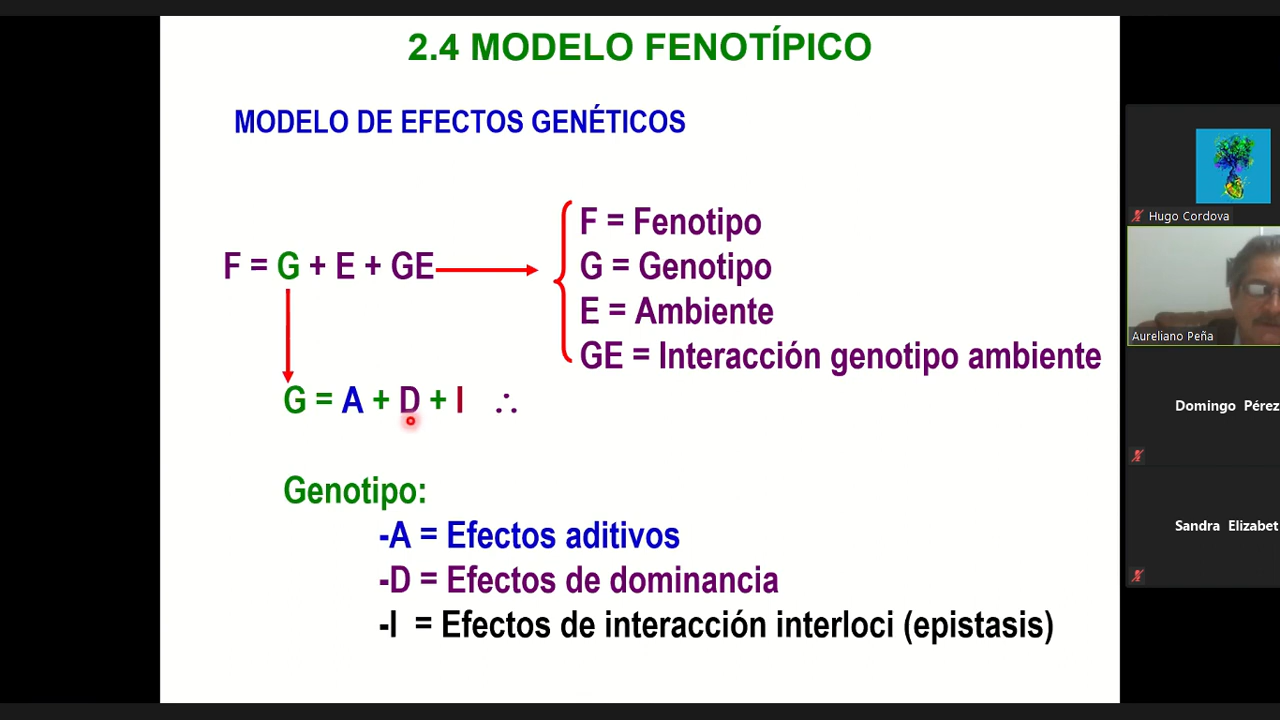 2.4 MODELO FENOTÍPICO
MODELO DE EFECTOS GENÉTICOS
F = G + E + GE
F = Fenotipo
G = Genotipo
E = Ambiente
GE = Interacción genotipo ambiente
G = A + D + I ∴
Genotipo:
-A = Efectos aditivos
-D = Efectos de dominancia
-I = Efectos de interacción interloci (epistasis)
Hugo Cordova
Aureliano Peña
Domingo Pérez
Sandra Elizabet